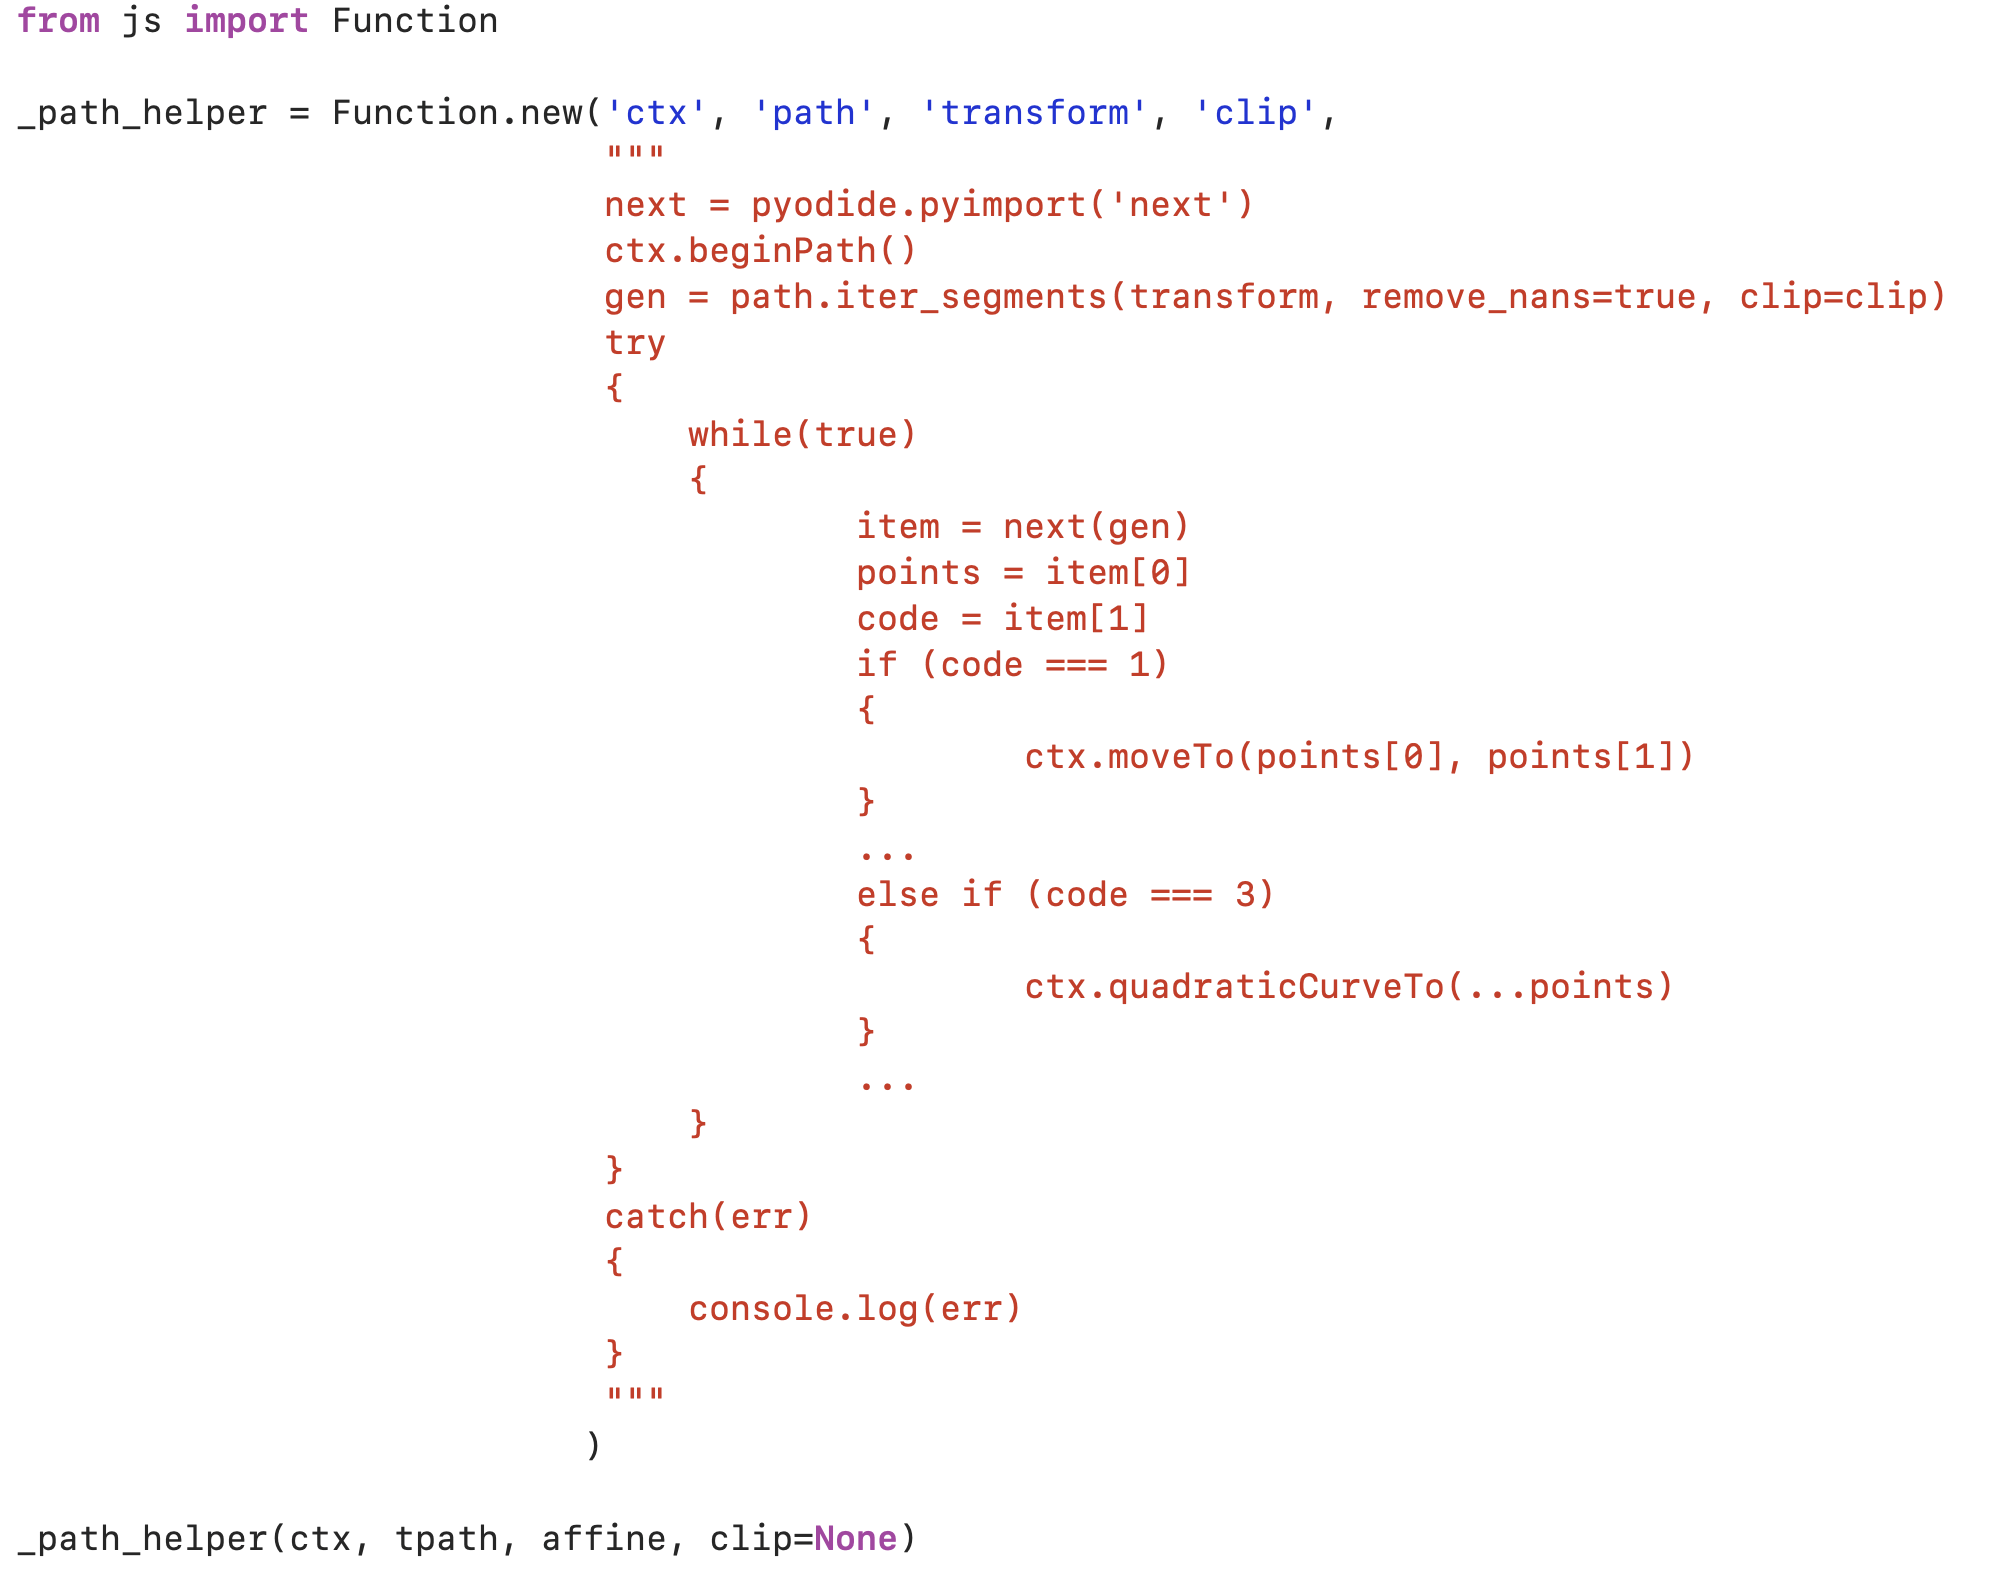 from js import Function

_path_helper = Function.new('ctx', 'path', 'transform', 'clip',
                            """
                            next = pyodide.pyimport('next')
                            ctx.beginPath()
                            gen = path.iter_segments(transform, remove_nans=true, clip=clip)
                            try
                            {
                                while(true)
                                {
                                        item = next(gen)
                                        points = item[0]
                                        code = item[1]
                                        if (code === 1)
                                        {
                                                ctx.moveTo(points[0], points[1])
                                        }
                                        ...
                                        else if (code === 3)
                                        {
                                                ctx.quadraticCurveTo(...points)
                                        }
                                        ...
                                }
                            }
                            catch(err)
                            {
                                console.log(err)
                            }
                            """
                           )

_path_helper(ctx, tpath, affine, clip=None)